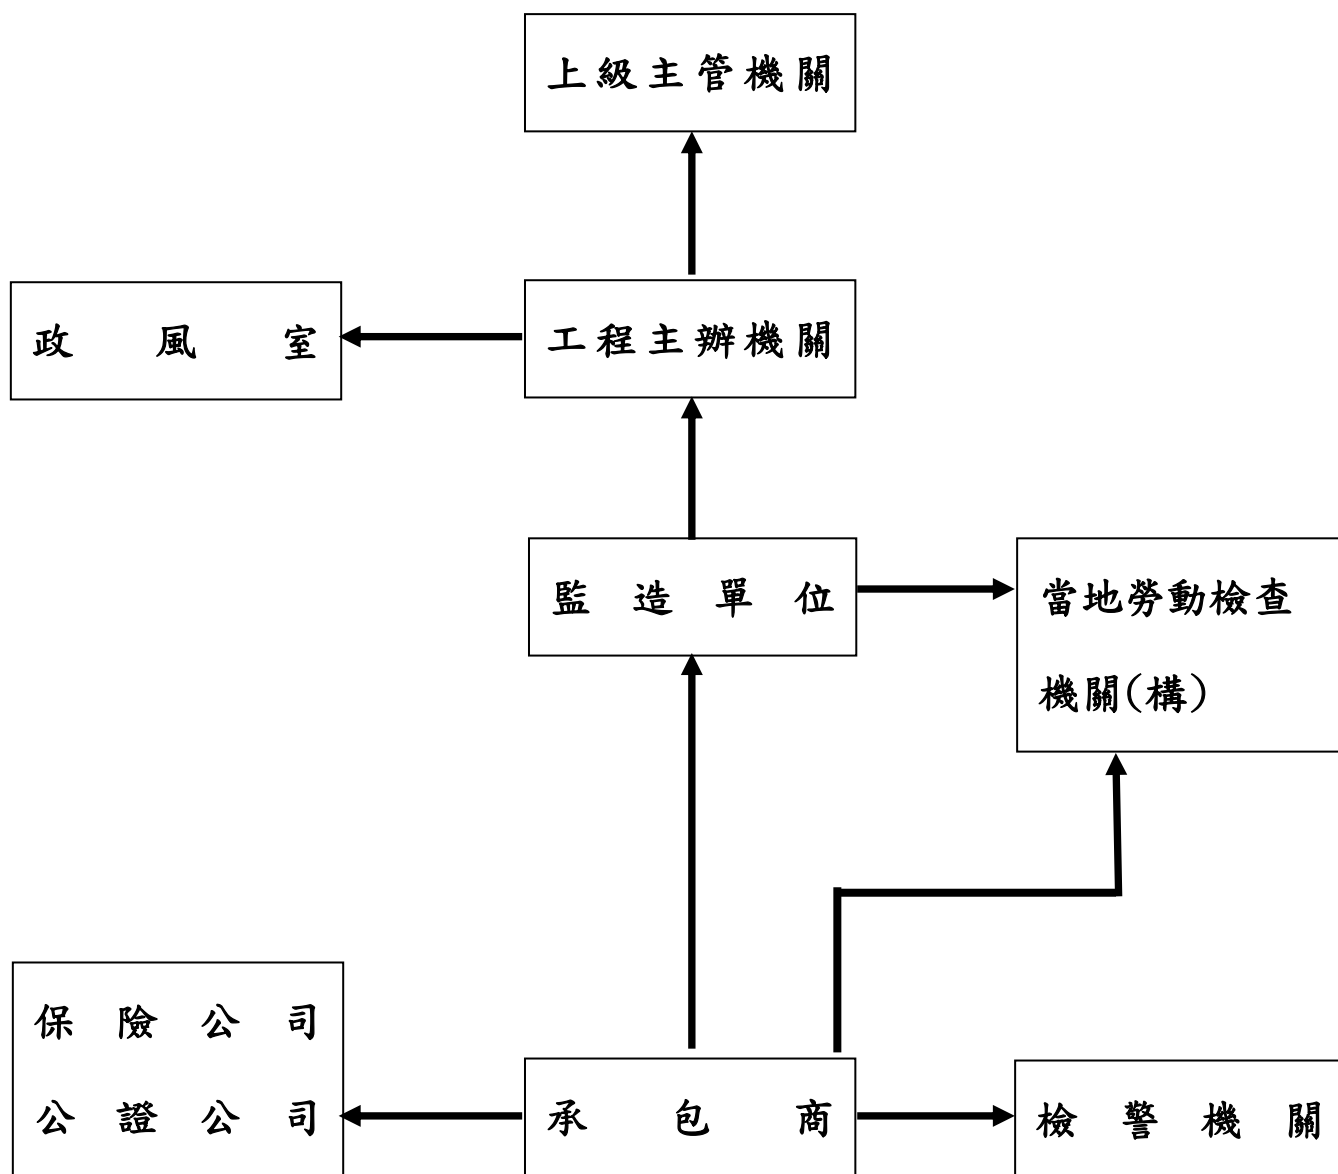 上級主管機關
政風室
工程主辦機關
監造單位
當地勞動檢查
機關(構)
保險公司
公證公司
承包商
檢警機關